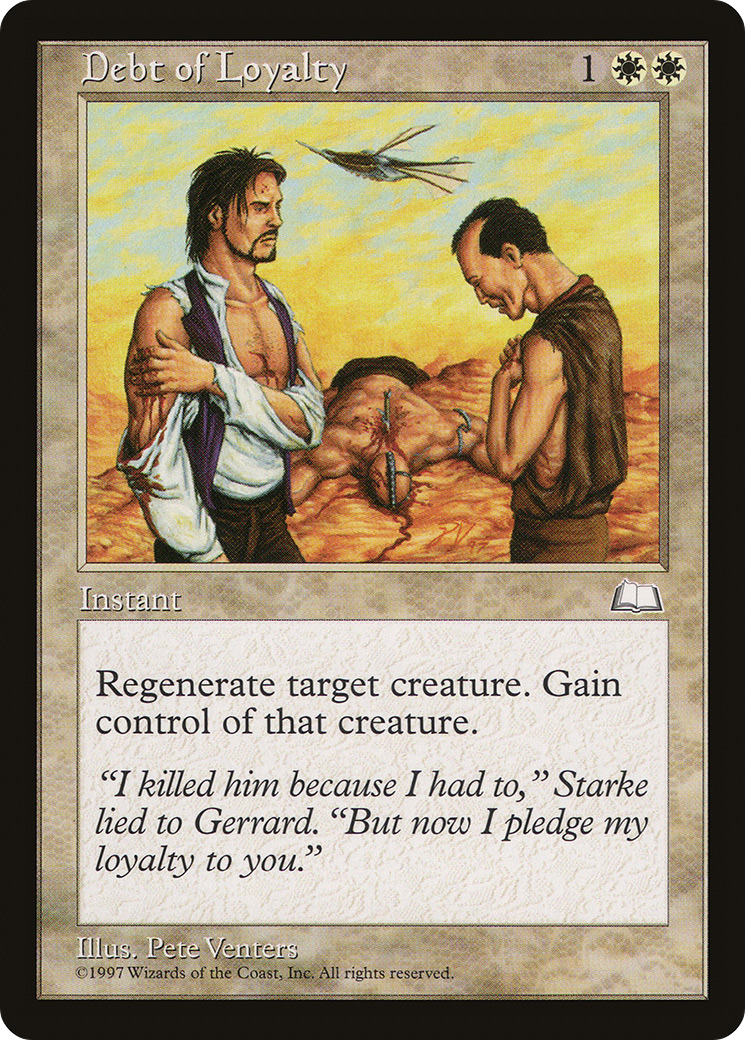 Debt of Loyalty 1
Instant
Regenerate target creature. Gain
control of that creature.
“I killed him because I had to,” Starke
lied to Gerrard. “But now I pledge my
loyalty to you.”
Illus. Pete Venters
©1997 Wizards of the Coast, Inc. All rights reserved.